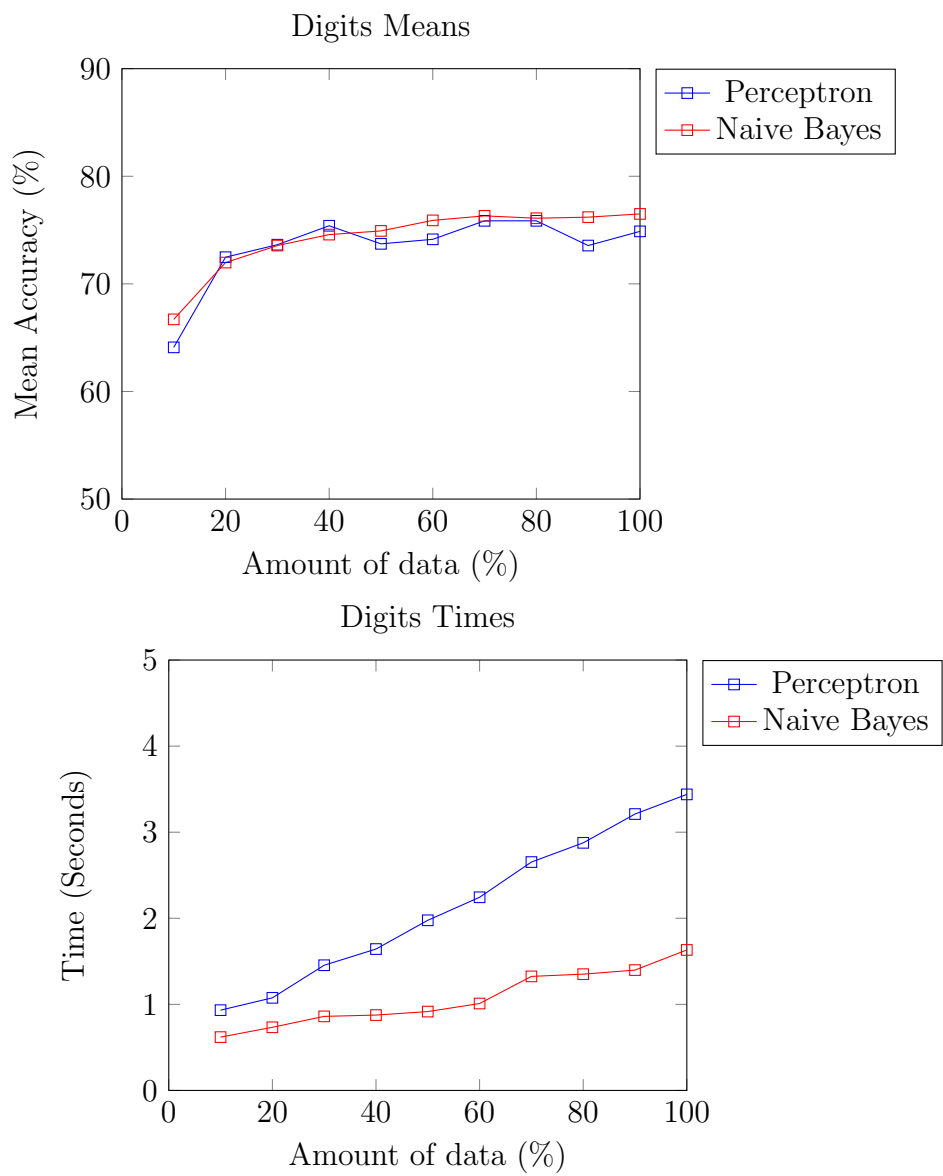 Digits Means
90
80
70
60
50
0
20
40
60
80
100
Mean Accuracy (%)
Amount of data (%)
Perceptron
Naive Bayes
Digits Times
5
4
3
2
1
0
0
20
40
60
80
100
Time (Seconds)
Amount of data (%)
Perceptron
Naive Bayes